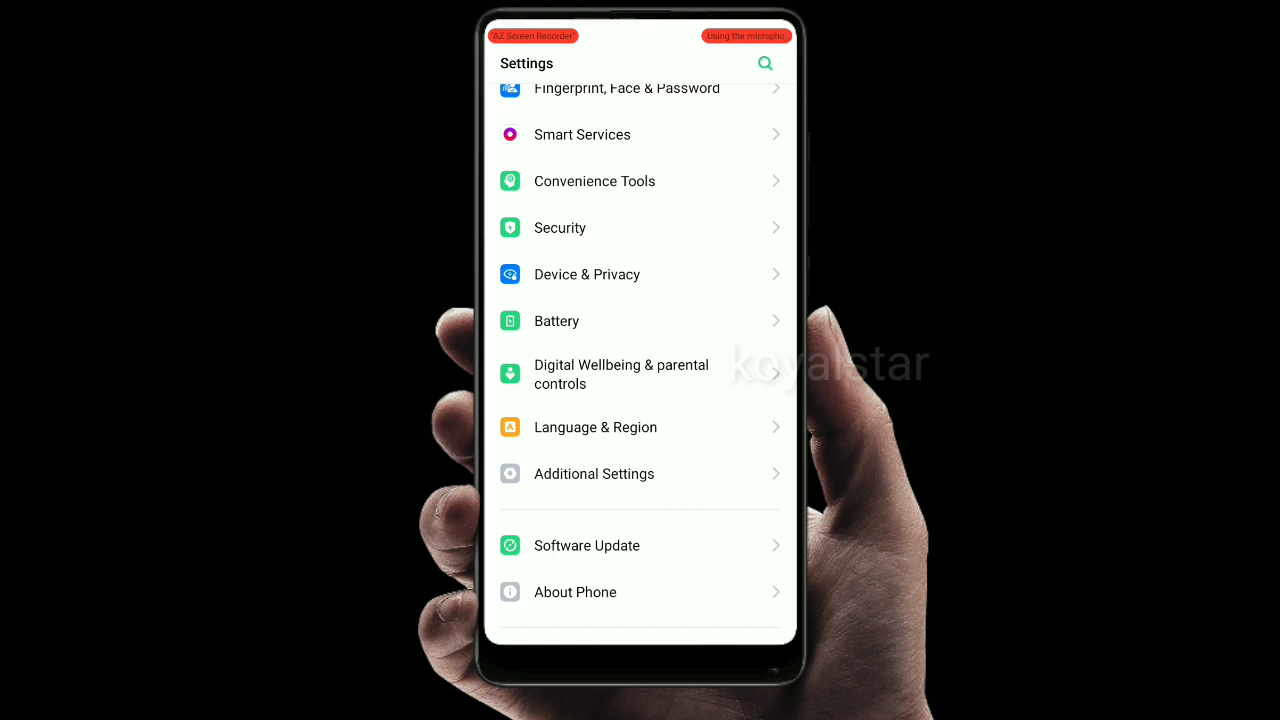 "AZ Screen Recorder"
Using the micropho...
Settings
Fingerprint, Face & Password
Smart Services
Convenience Tools
Security
Device & Privacy
Battery
Digital Wellbeing & parental
controls
koyalstar
Language & Region
Additional Settings
Software Update
About Phone